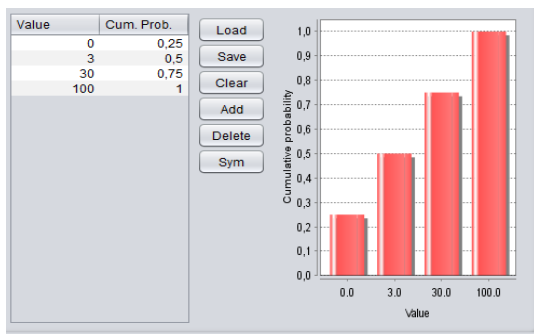 Value Cum. Prob.
0 0,25
3 0,5
30 0,75
100 1
Load
Save
Clear
Add
Delete
Sym
Cumulative probability
1,0
0,9
0,8
0,7
0,6
0,5
0,4
0,3
0,2
0,1
0,0
0.0 3.0 30.0 100.0
Value